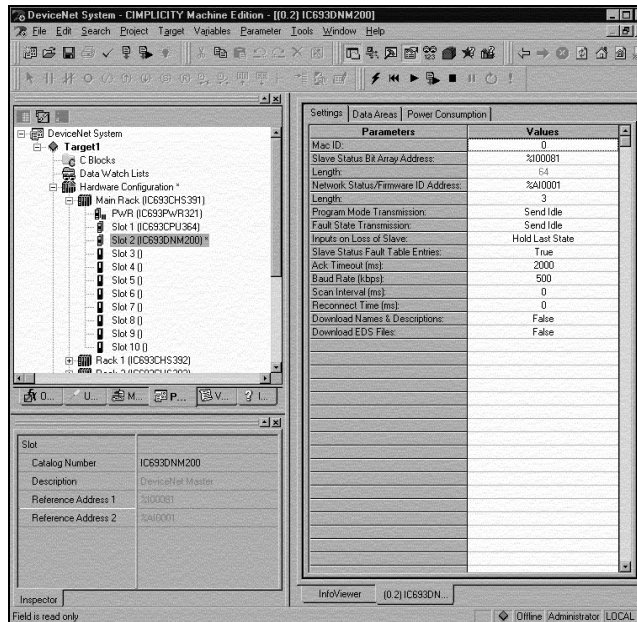 DeviceNet System - CIMPLICITY Machine Edition - [(0.2) IC693DNM200]
File Edit Search Project Target Variables Parameter Tools Window Help
DeviceNet System
Target1
C Blocks
Data Watch Lists
Hardware Configuration *
Main Rack (IC693CHS391)
PWR (IC693PWR321)
Slot 1 (IC693CPU364)
Slot 2 (IC693DNM200) *
Slot 3 ()
Slot 4 ()
Slot 5 ()
Slot 6 ()
Slot 7 ()
Slot 8 ()
Slot 9 ()
Slot 10 ()
Rack 1 (IC693CHS392)
O... U... M... P... V... I...
Slot
Catalog Number IC693DNM200
Description DeviceNet Master
Reference Address 1 %I00081
Reference Address 2 %AI0001
Inspector
Settings Data Areas Power Consumption
Parameters Values
Mac ID: 0
Slave Status Bit Array Address: %I00081
Length: 64
Network Status/Firmware ID Address: %AI0001
Length: 3
Program Mode Transmission: Send Idle
Fault State Transmission: Send Idle
Inputs on Loss of Slave: Hold Last State
Slave Status Fault Table Entries: True
Ack Timeout (ms): 2000
Baud Rate (kbps): 500
Scan Interval (ms): 0
Reconnect Time (ms): 0
Download Names & Descriptions: False
Download EDS Files: False
InfoViewer (0.2) IC693DN...
Field is read only Offline Administrator LOCAL